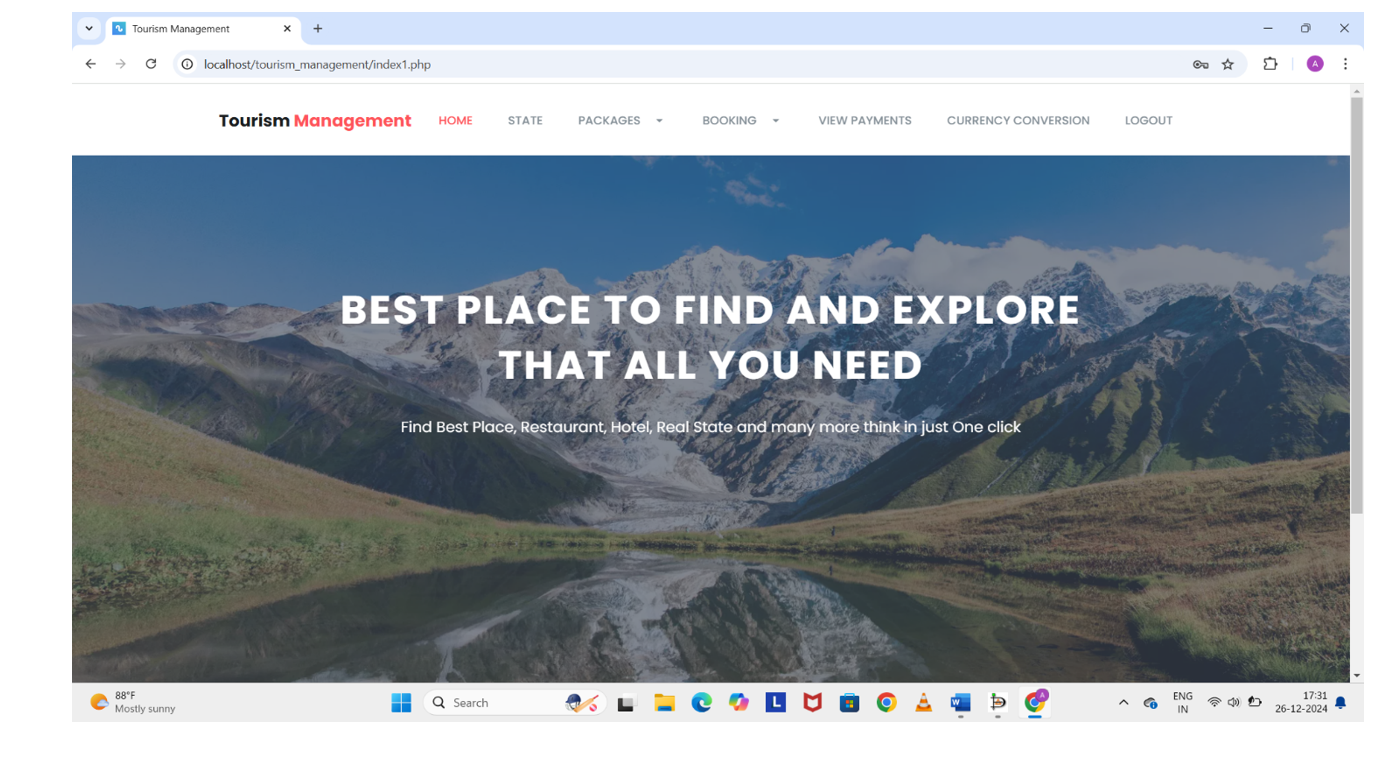 Tourism Management
localhost/tourism_management/index1.php
A
Tourism Management HOME STATE PACKAGES BOOKING VIEW PAYMENTS CURRENCY CONVERSION LOGOUT
BEST PLACE TO FIND AND EXPLORE
THAT ALL YOU NEED
Find Best Place, Restaurant, Hotel, Real State and many more think in just One click
88°F
Mostly sunny
Search
L
ENG
IN
17:31
26-12-2024